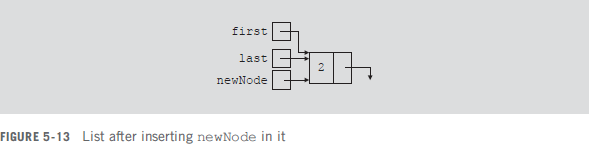 first
last
2
newNode
FIGURE 5-13 List after inserting newNode in it